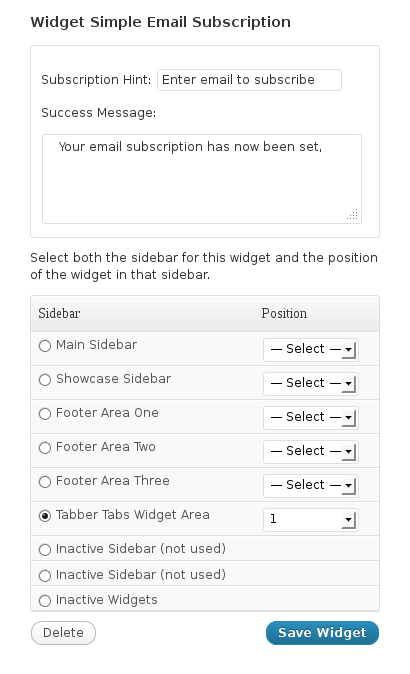 Widget Simple Email Subscription
Subscription Hint: Enter email to subscribe
Success Message:
Your email subscription has now been set,
Select both the sidebar for this widget and the position
of the widget in that sidebar.
Sidebar Position
Main Sidebar — Select —
Showcase Sidebar — Select —
Footer Area One — Select —
Footer Area Two — Select —
Footer Area Three — Select —
Tabber Tabs Widget Area 1
Inactive Sidebar (not used)
Inactive Sidebar (not used)
Inactive Widgets
Delete Save Widget